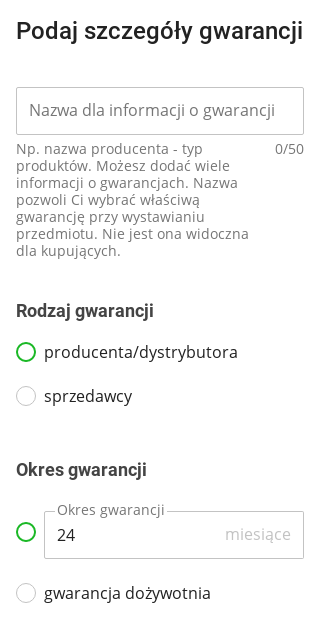 Podaj szczegóły gwarancji
Nazwa dla informacji o gwarancji
Np. nazwa producenta - typ 0/50
produktów. Możesz dodać wiele
informacji o gwarancjach. Nazwa
pozwoli Ci wybrać właściwą
gwarancję przy wystawianiu
przedmiotu. Nie jest ona widoczna
dla kupujących.
Rodzaj gwarancji
producenta/dystrybutora
sprzedawcy
Okres gwarancji
Okres gwarancji
24 miesiące
gwarancja dożywotnia